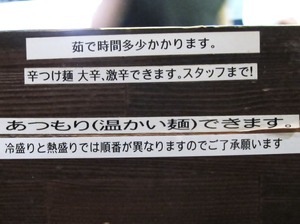 茹で時間多少かかります。
辛つけ麺 大辛,激辛できます。スタッフまで!
あつもり(温かい麺)できます。
冷盛りと熱盛りでは順番が異なりますのでご了承願います